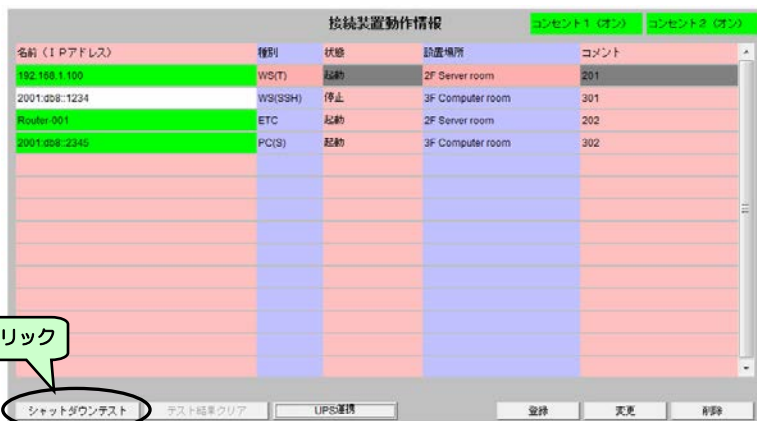 接続装置動作情報 コンセント1(オン) コンセント2(オン)
名前(IPアドレス) 種別 状態 設置場所 コメント
192.168.1.100 WS(T) 起動 2F Server room 201
2001:db8::1234 WS(SSH) 停止 3F Computer room 301
Router-001 ETC 起動 2F Server room 202
2001:db8::2345 PC(S) 起動 3F Computer room 302
リック
シャットダウンテスト テスト結果クリア UPS連携 登録 変更 削除